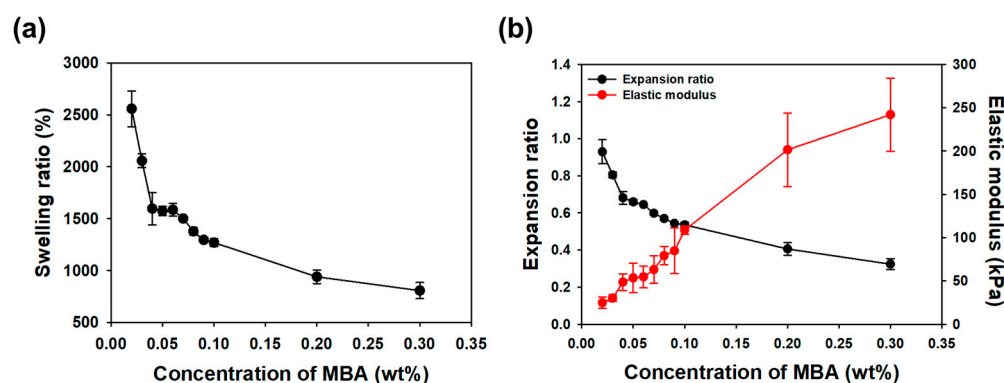 (a)
3000
2500
2000
1500
1000
500
Swelling ratio (%)
0.00 0.05 0.10 0.15 0.20 0.25 0.30 0.35
Concentration of MBA (wt%)
(b)
1.4
1.2
1.0
0.8
0.6
0.4
0.2
0.0
Expansion ratio
Expansion ratio
Elastic modulus
300
250
200
150
100
50
0
Elastic modulus (kPa)
0.00 0.05 0.10 0.15 0.20 0.25 0.30 0.35
Concentration of MBA (wt%)